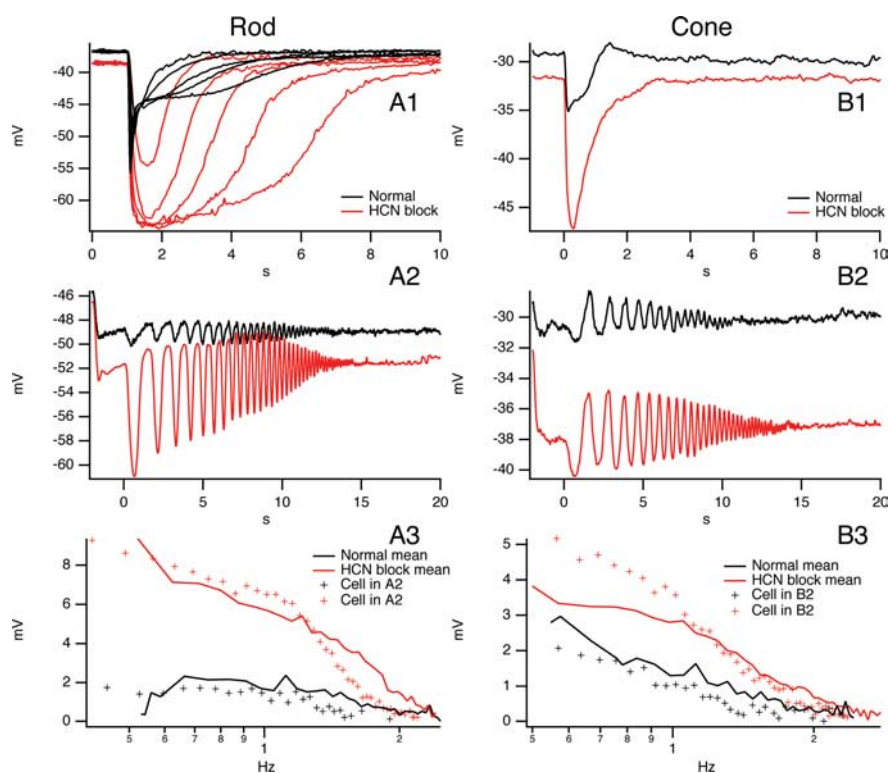 Rod
Cone
A1
-40
-45
-50
-55
-60
mV
Normal
HCN block
0
2
4
6
8
10
s
B1
-30
-35
-40
-45
mV
Normal
HCN block
0
2
4
6
8
10
s
A2
-46
-48
-50
-52
-54
-56
-58
-60
mV
0
5
10
15
20
s
B2
-30
-32
-34
-36
-38
-40
mV
0
5
10
15
20
s
A3
8
6
4
2
0
mV
Normal mean
HCN block mean
Cell in A2
Cell in A2
5
6
7
8
9
1
2
Hz
B3
5
4
3
2
1
0
mV
Normal mean
HCN block mean
Cell in B2
Cell in B2
5
6
7
8
9
1
2
Hz